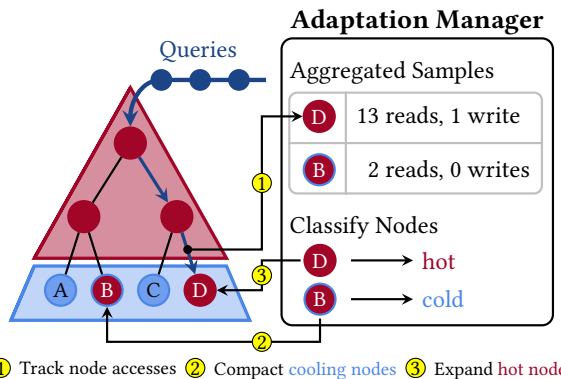 Adaptation Manager
Queries
Aggregated Samples
D 13 reads, 1 write
B 2 reads, 0 writes
1
Classify Nodes
D hot
3
A B C D
B cold
2
1 Track node accesses 2 Compact cooling nodes 3 Expand hot node